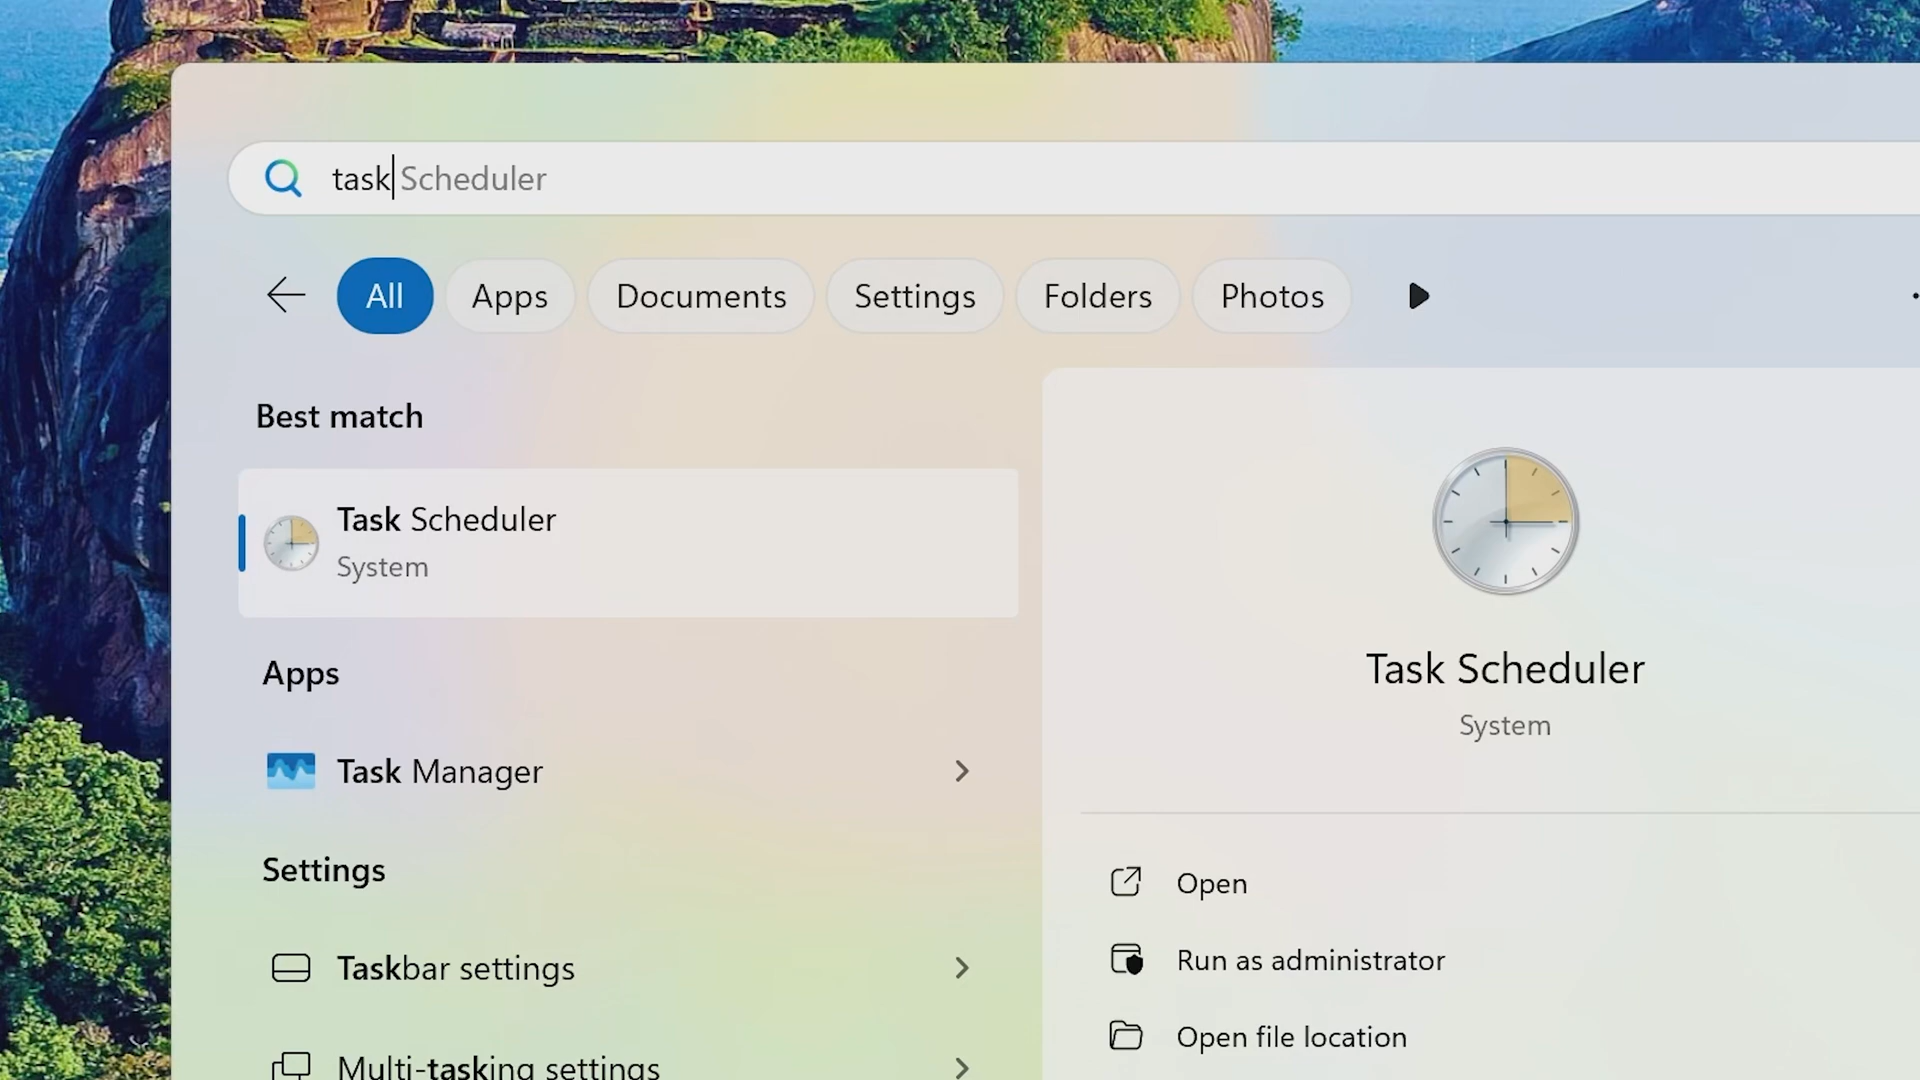 task Scheduler
All Apps Documents Settings Folders Photos
Best match
Task Scheduler
System
Apps
Task Manager
Settings
Taskbar settings
Multi-tasking settings
Task Scheduler
System
Open
Run as administrator
Open file location